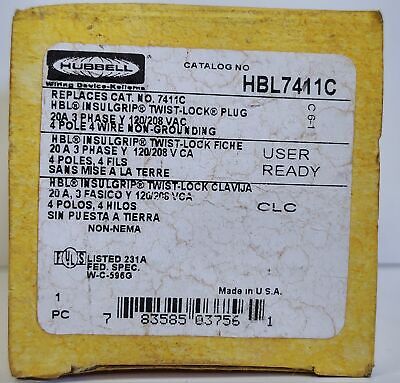 HUBBELL
Wiring Device-Kellems
CATALOG NO
HBL7411C
REPLACES CAT. NO. 7411C
HBL® INSULGRIP® TWIST-LOCK® PLUG
20A 3 PHASE Y 120/208 VAC
4 POLE 4 WIRE NON-GROUNDING
C 6-1
HBL® INSULGRIP® TWIST-LOCK FICHE
20 A 3 PHASE Y 120/208 V CA
4 POLES, 4 FILS
SANS MISE A LA TERRE
USER
READY
HBL® INSULGRIP® TWIST-LOCK CLAVIJA
20 A, 3 FASICO Y 120/208 VCA
4 POLOS, 4 HILOS
SIN PUESTA A TIERRA
NON-NEMA
CLC
LISTED 231A
FED. SPEC.
W-C-596G
Made in U.S.A.
1
PC
7 83585 03756 1